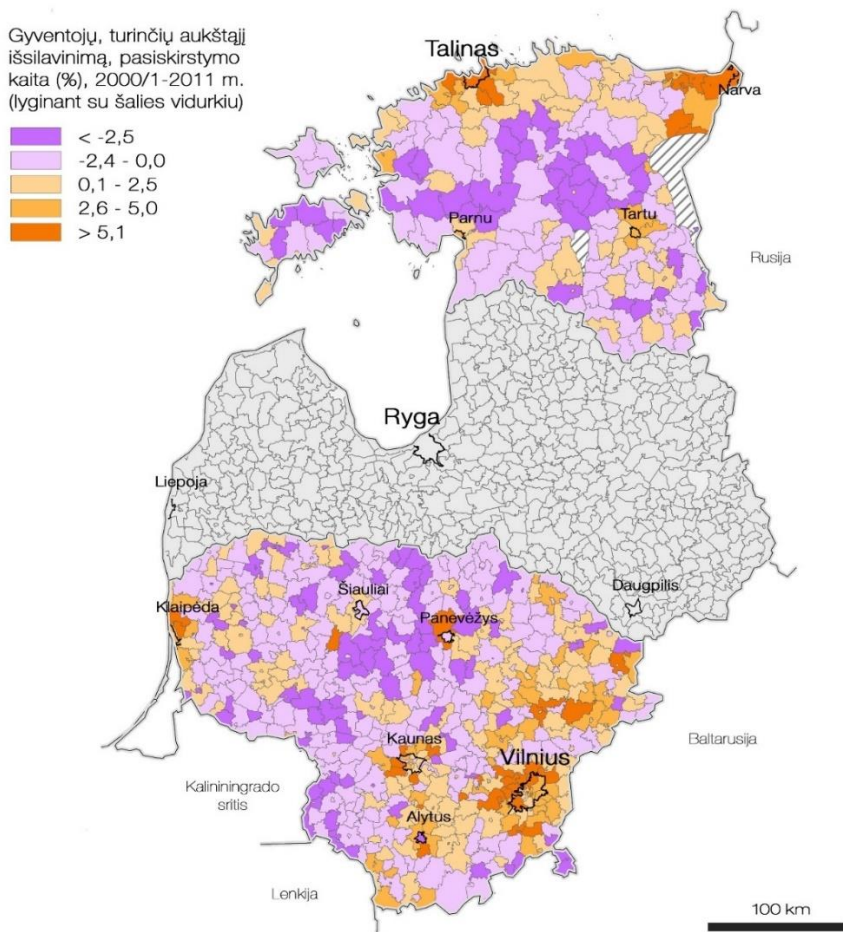 Gyventojų, turinčių aukštąjį
išsilavinimą, pasiskirstymo
kaita (%), 2000/1-2011 m.
(lyginant su šalies vidurkiu)
< -2,5
-2,4 - 0,0
0,1 - 2,5
2,6 - 5,0
> 5,1
Talinas
Narva
Parnu
Tartu
Rusija
Ryga
Liepoja
Daugpilis
Šiauliai
Klaipėda
Panevėžys
Kaunas
Vilnius
Baltarusija
Kalininingrado
sritis
Alytus
Lenkija
100 km